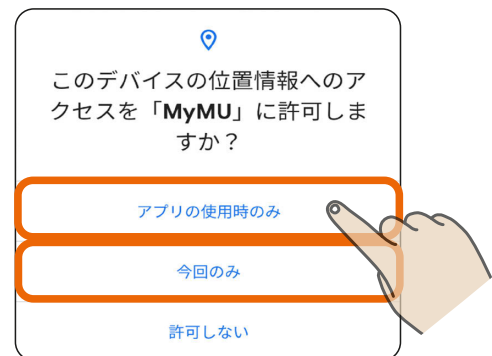 このデバイスの位置情報へのア
クセスを「MyMU」に許可しま
すか？
アプリの使用時のみ
今回のみ
許可しない